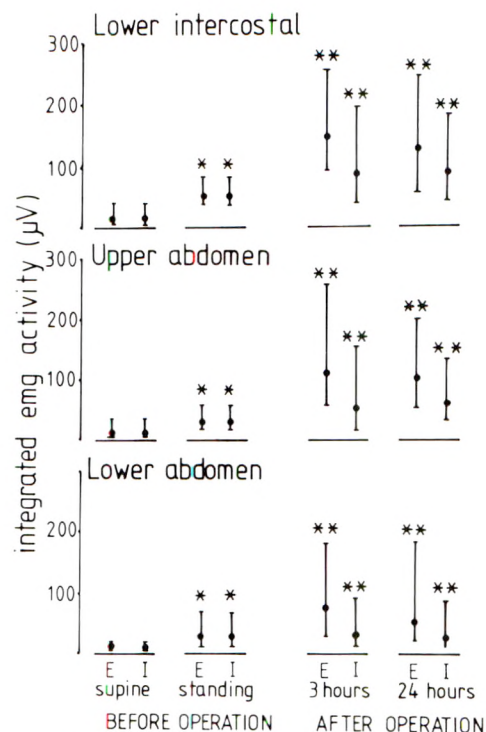 Lower intercostal
300
200
100
** ** ** **
* *
integrated emg activity (µV)
Upper abdomen
300
200
100
** ** ** **
* *
Lower abdomen
200
100
** ** ** **
* *
E I E I E I E I
supine standing 3 hours 24 hours
BEFORE OPERATION AFTER OPERATION